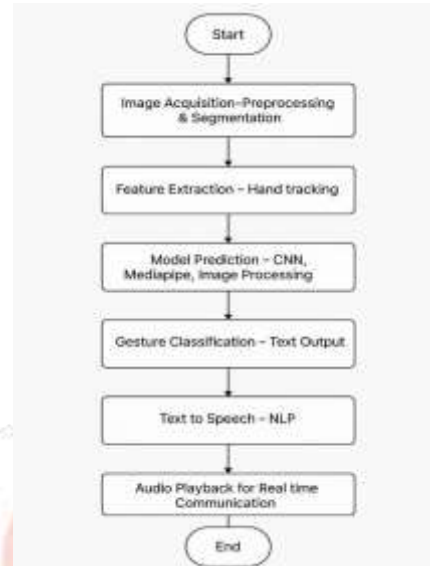 Start
Image Acquisition-Preprocessing
& Segmentation
Feature Extraction - Hand tracking
Model Prediction - CNN,
Mediapipe, Image Processing
Gesture Classification - Text Output
Text to Speech - NLP
Audio Playback for Real time
Communication
End